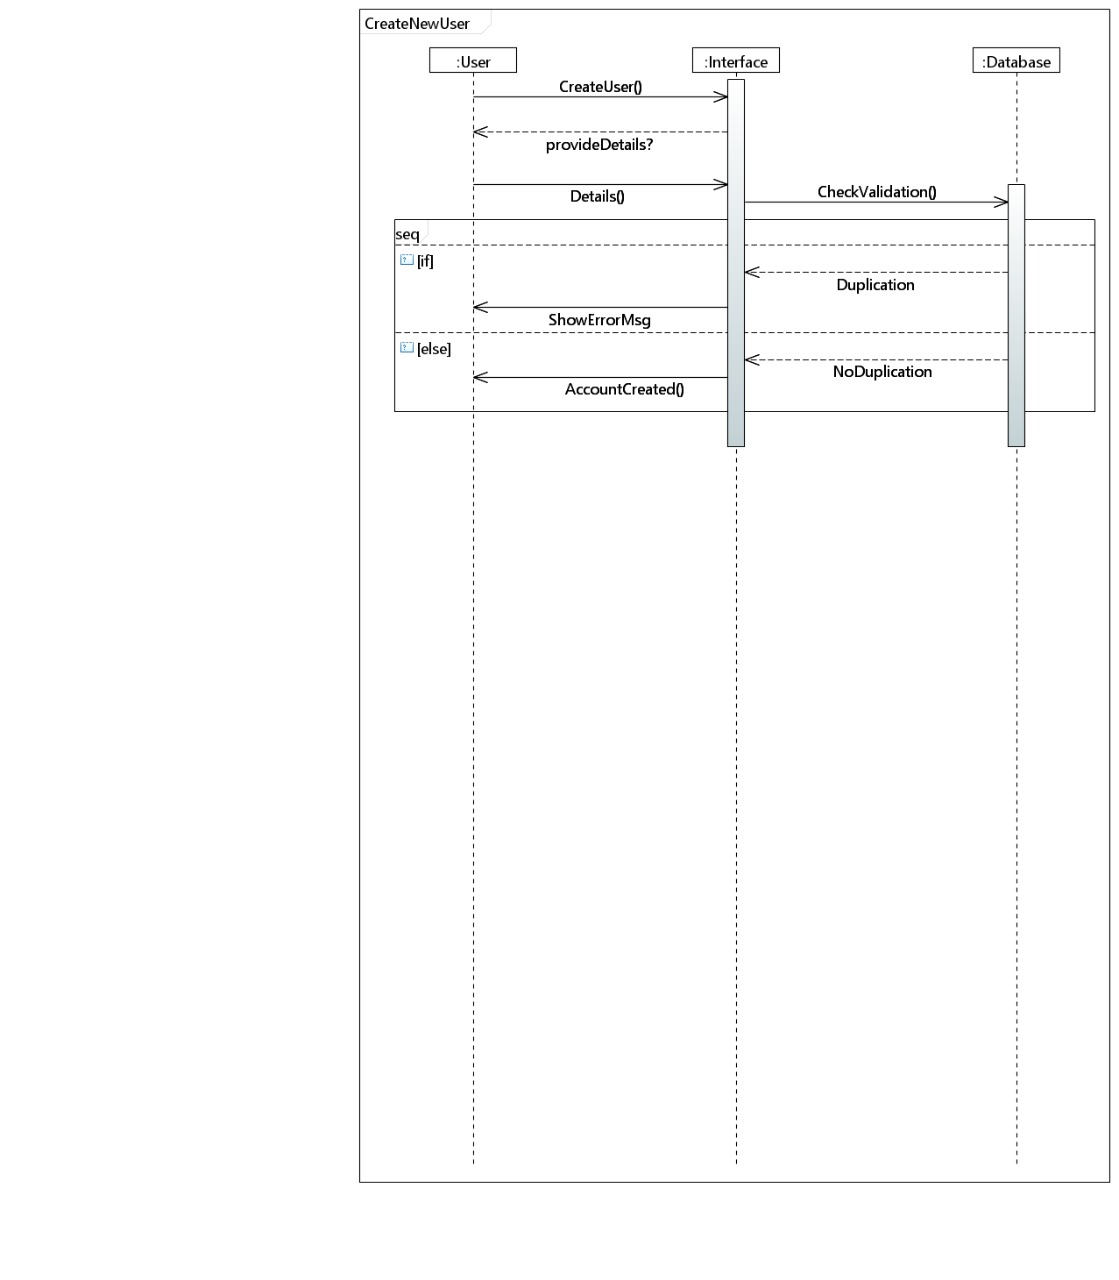 CreateNewUser
:User
:Interface
:Database
CreateUser()
provideDetails?
Details()
CheckValidation()
seq
[if]
Duplication
ShowErrorMsg
[else]
NoDuplication
AccountCreated()